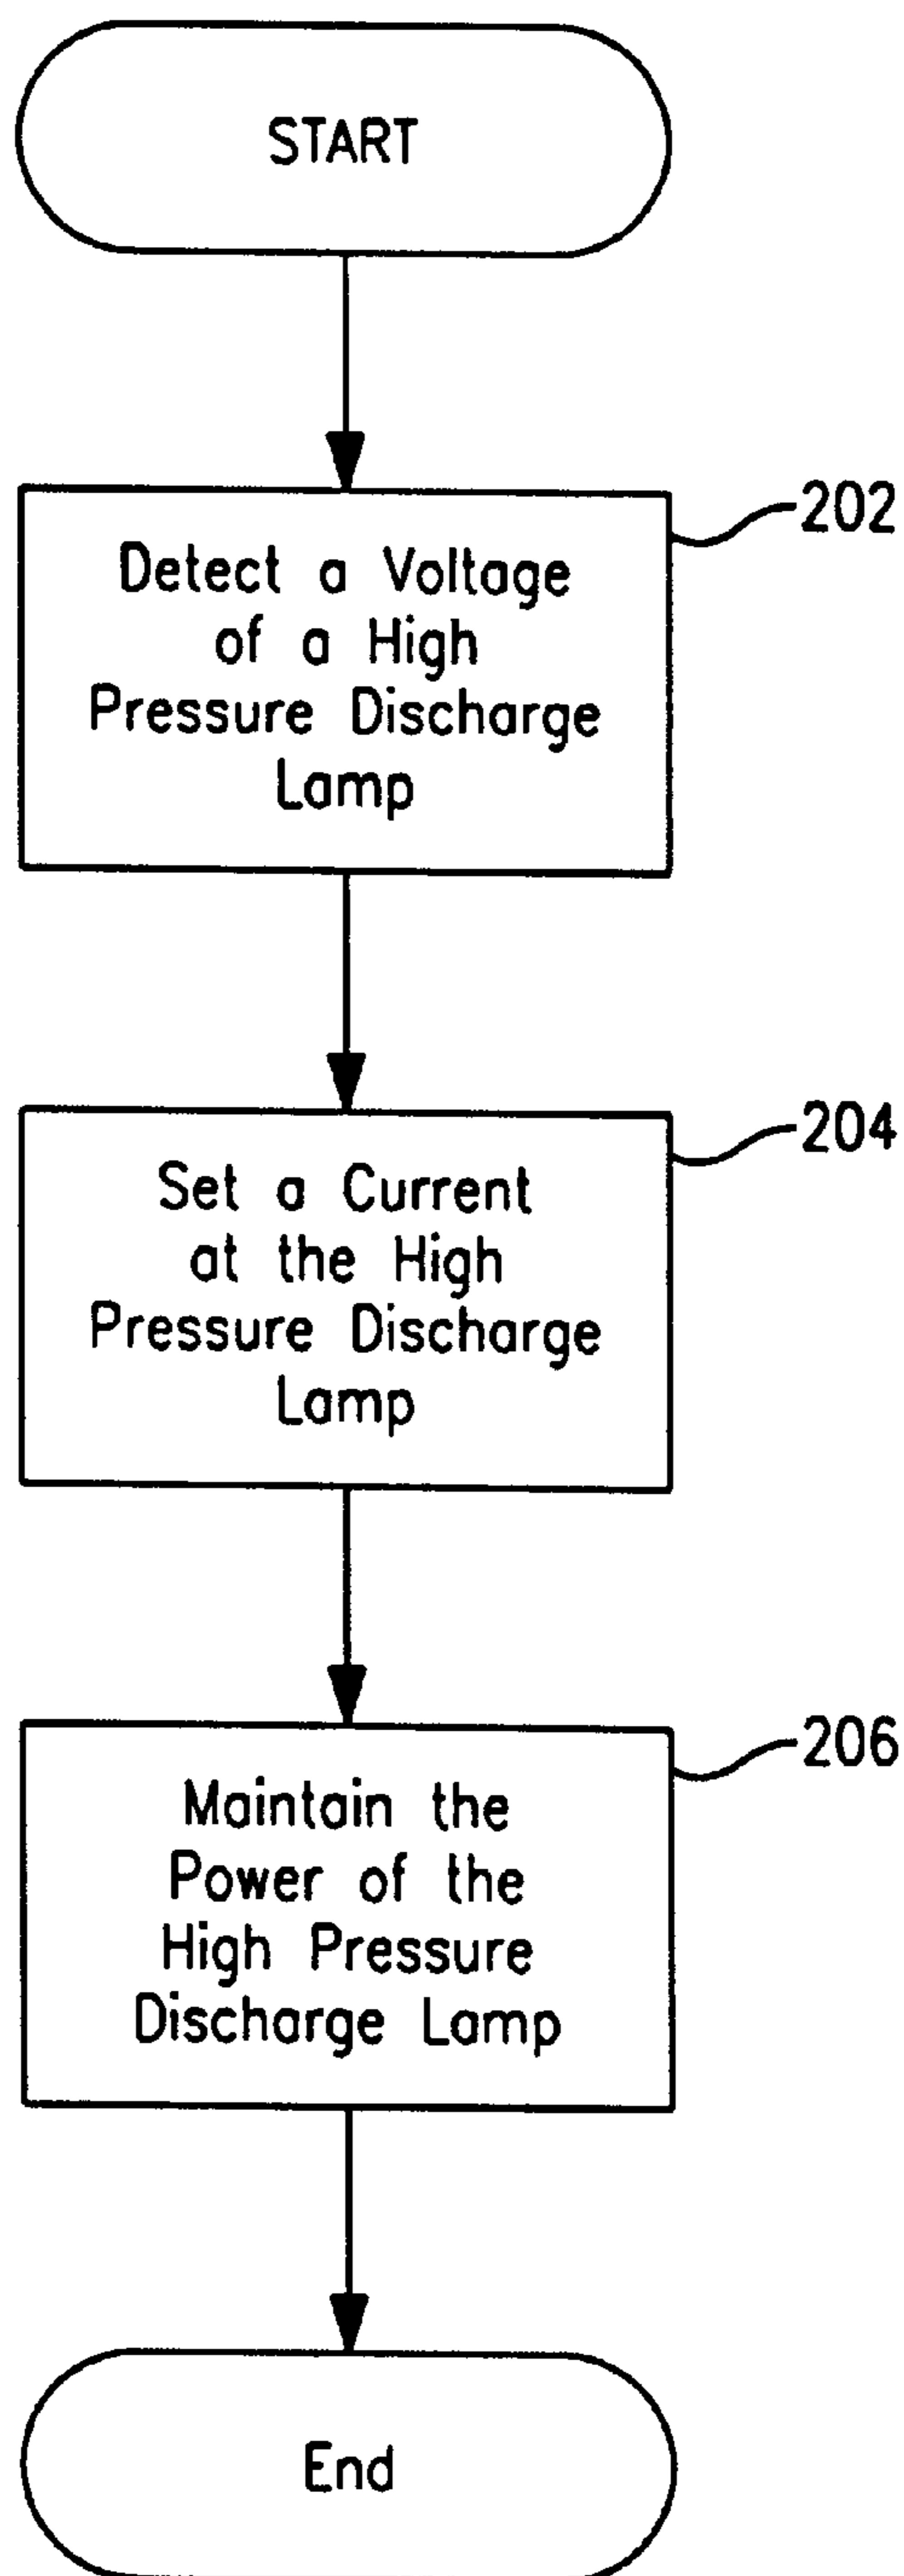 START
202
Detect a Voltage
of a High
Pressure Discharge
Lamp
204
Set a Current
at the High
Pressure Discharge
Lamp
206
Maintain the
Power of the
High Pressure
Discharge Lamp
End